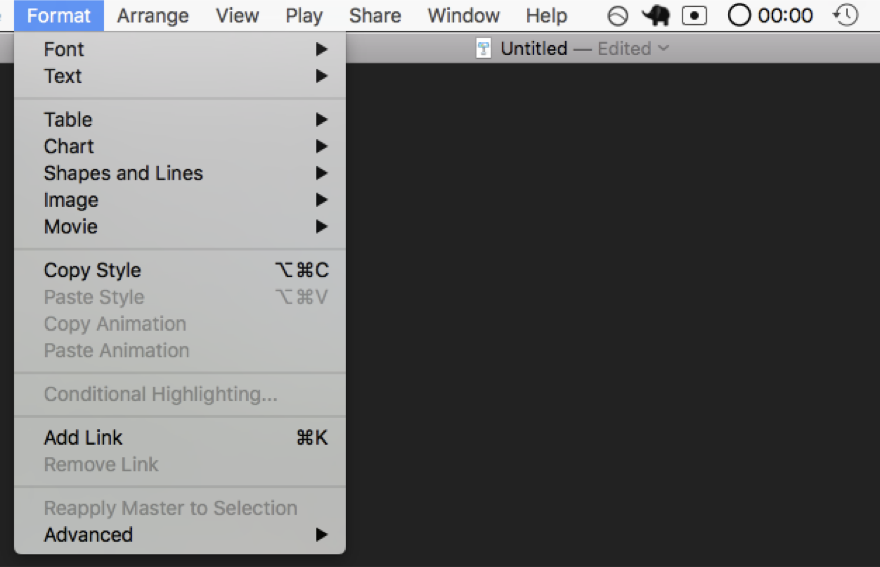 Format Arrange View Play Share Window Help 00:00
Untitled — Edited
Font
Text
Table
Chart
Shapes and Lines
Image
Movie
Copy Style ⌥⌘C
Paste Style ⌥⌘V
Copy Animation
Paste Animation
Conditional Highlighting...
Add Link ⌘K
Remove Link
Reapply Master to Selection
Advanced